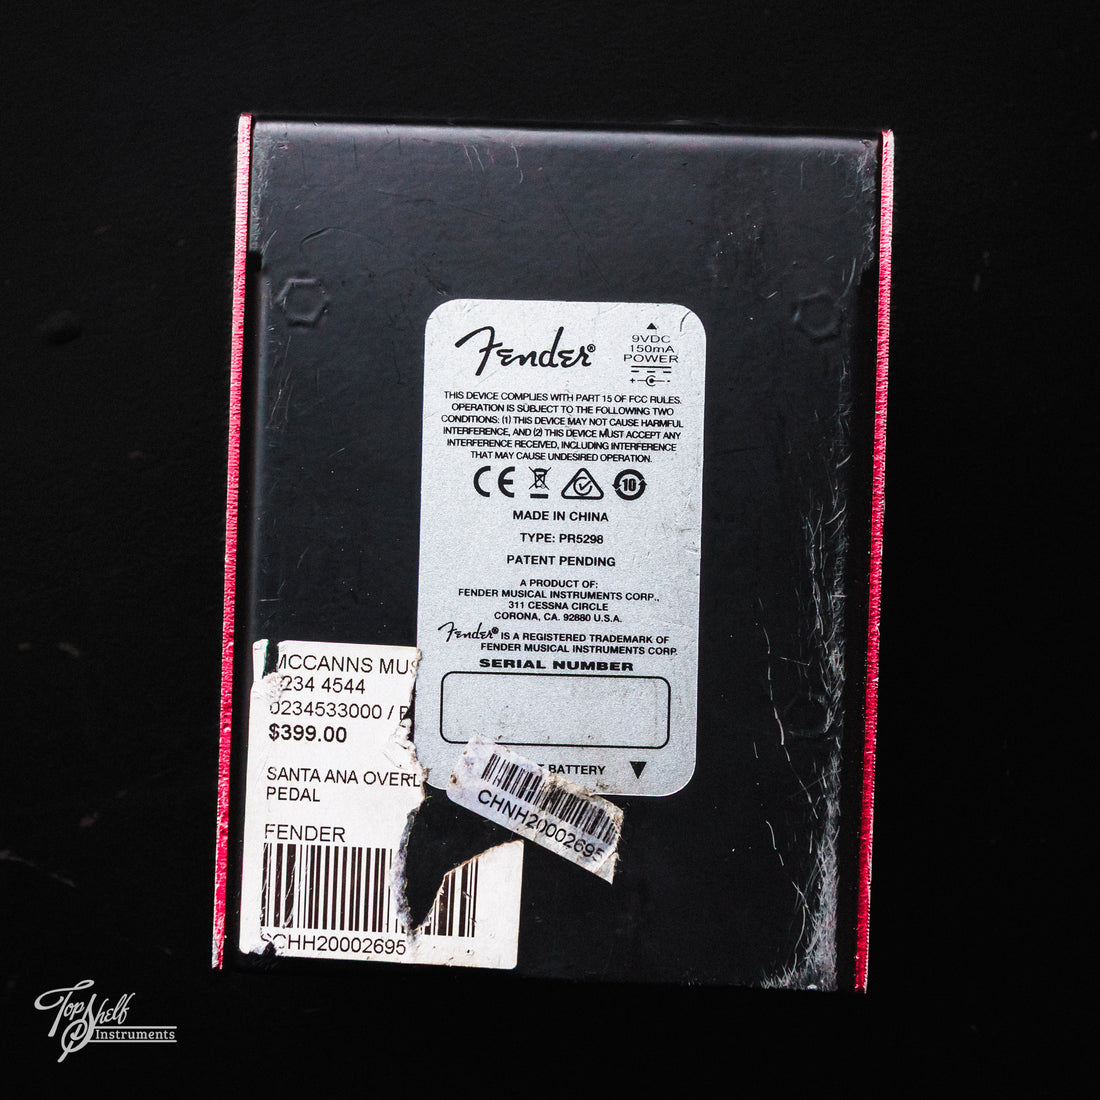 Fender®
9VDC
150mA
POWER
THIS DEVICE COMPLIES WITH PART 15 OF FCC RULES.
OPERATION IS SUBJECT TO THE FOLLOWING TWO
CONDITIONS: (1) THIS DEVICE MAY NOT CAUSE HARMFUL
INTERFERENCE, AND (2) THIS DEVICE MUST ACCEPT ANY
INTERFERENCE RECEIVED, INCLUDING INTERFERENCE
THAT MAY CAUSE UNDESIRED OPERATION.
CE
10
MADE IN CHINA
TYPE: PR5298
PATENT PENDING
A PRODUCT OF:
FENDER MUSICAL INSTRUMENTS CORP.,
311 CESSNA CIRCLE
CORONA, CA. 92880 U.S.A.
Fender® IS A REGISTERED TRADEMARK OF
FENDER MUSICAL INSTRUMENTS CORP.
SERIAL NUMBER
BATTERY
CHNH20002695
MCCANNS MUS
234 4544
0234533000 /
$399.00
SANTA ANA OVERD
PEDAL
FENDER
SCHH20002695
Top Shelf
Instruments